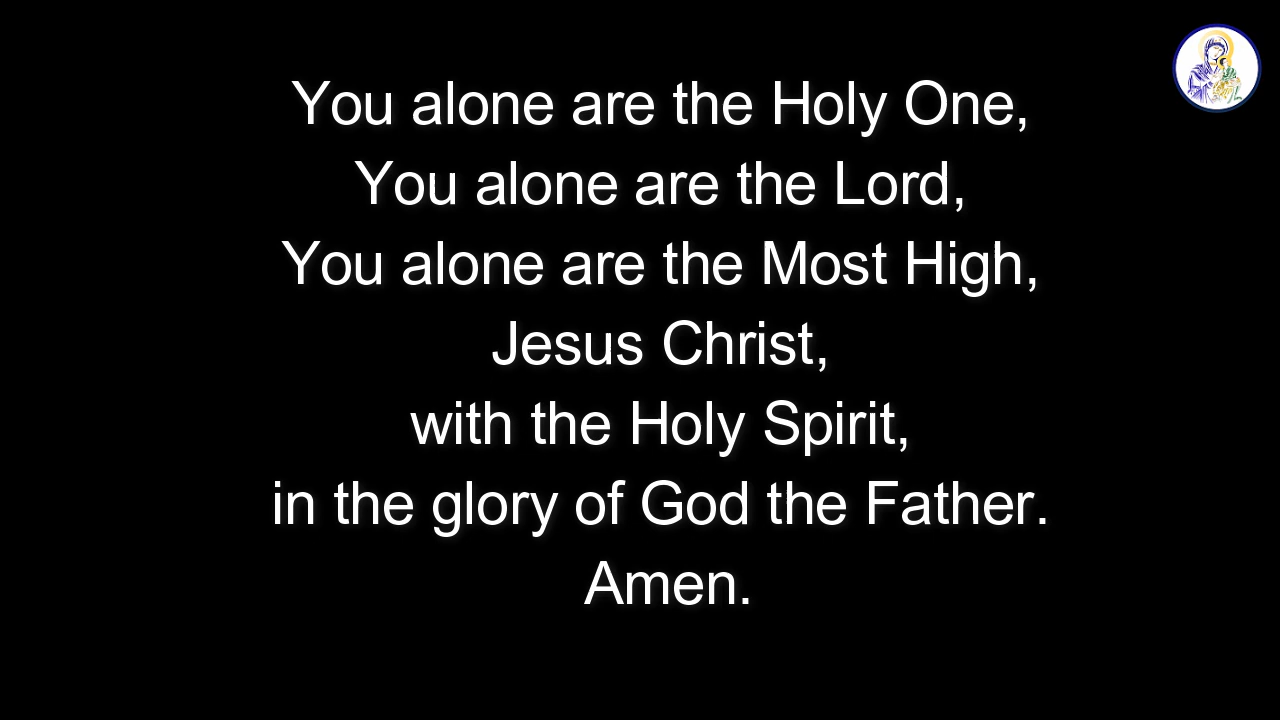 You alone are the Holy One,
You alone are the Lord,
You alone are the Most High,
Jesus Christ,
with the Holy Spirit,
in the glory of God the Father.
Amen.